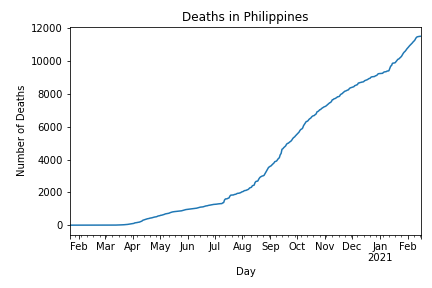 Deaths in Philippines
12000
10000
8000
6000
4000
2000
0
Number of Deaths
Feb Mar Apr May Jun Jul Aug Sep Oct Nov Dec Jan Feb
2021
Day